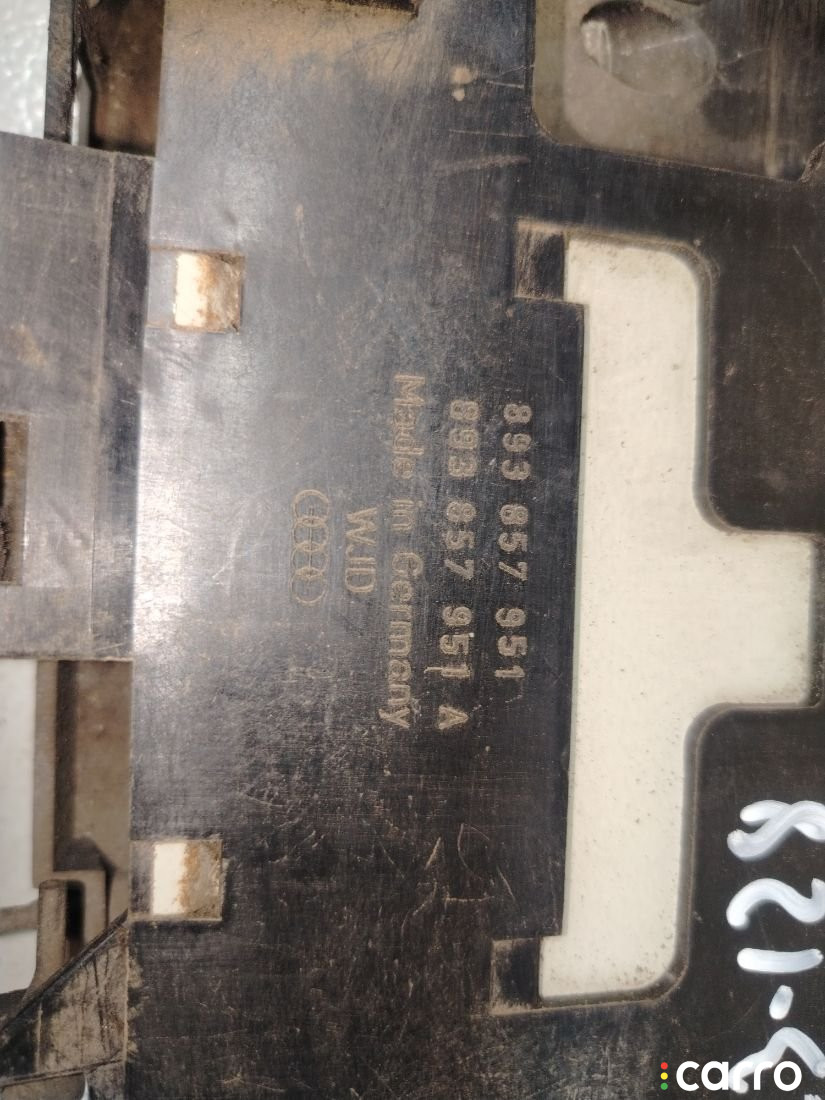 893 857 951
893 857 951 A
Made in Germany
WJD
carro